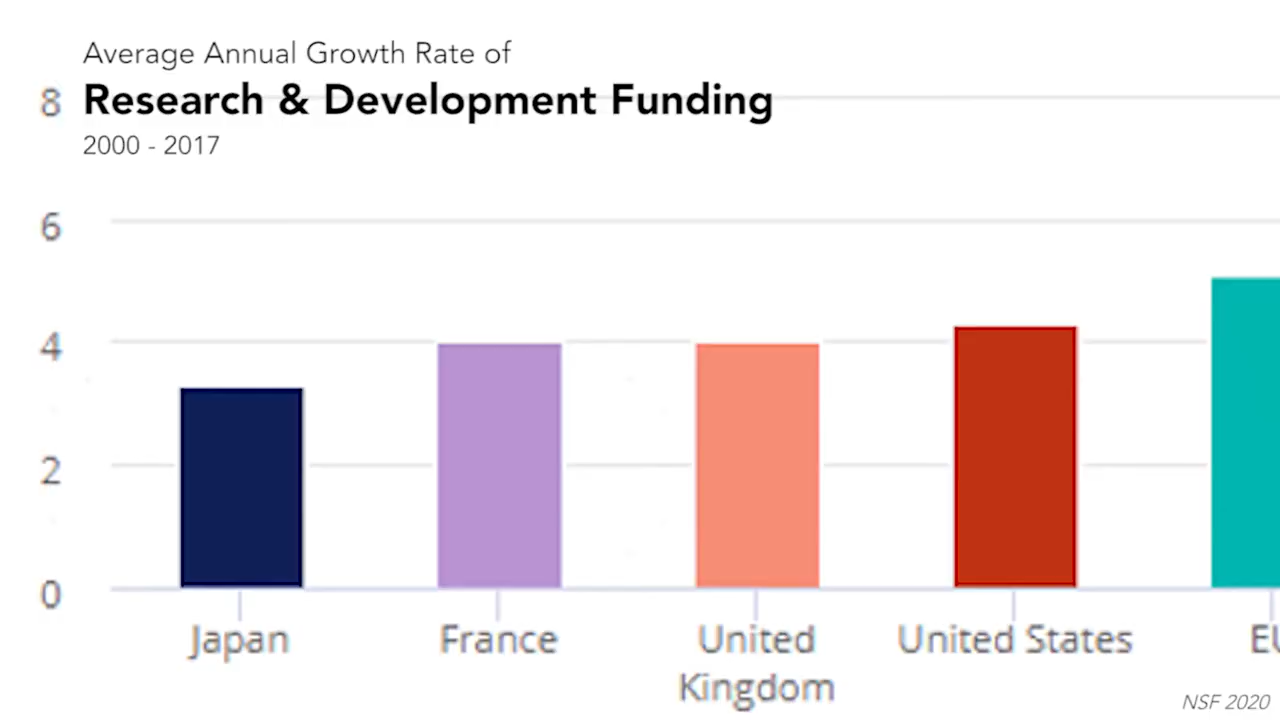 Average Annual Growth Rate of
Research & Development Funding
2000 - 2017
8
6
4
2
0
Japan
France
United
Kingdom
United States
EU
NSF 2020